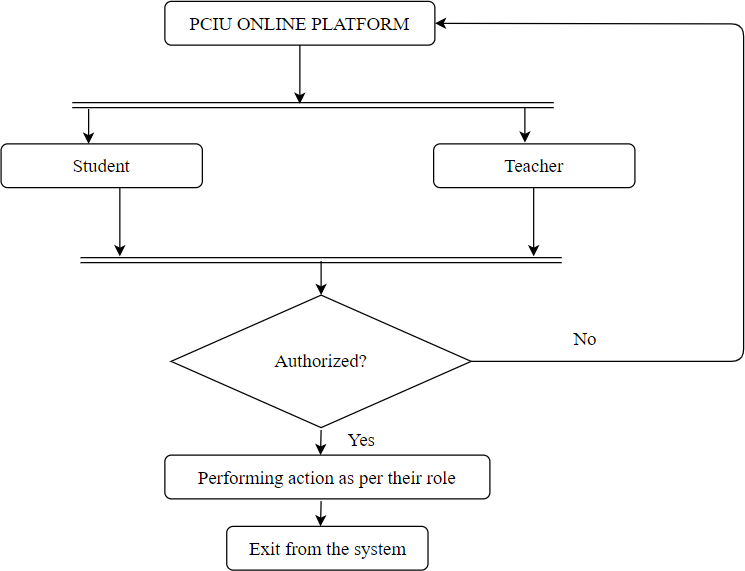 PCIU ONLINE PLATFORM
Student
Teacher
Authorized?
No
Yes
Performing action as per their role
Exit from the system